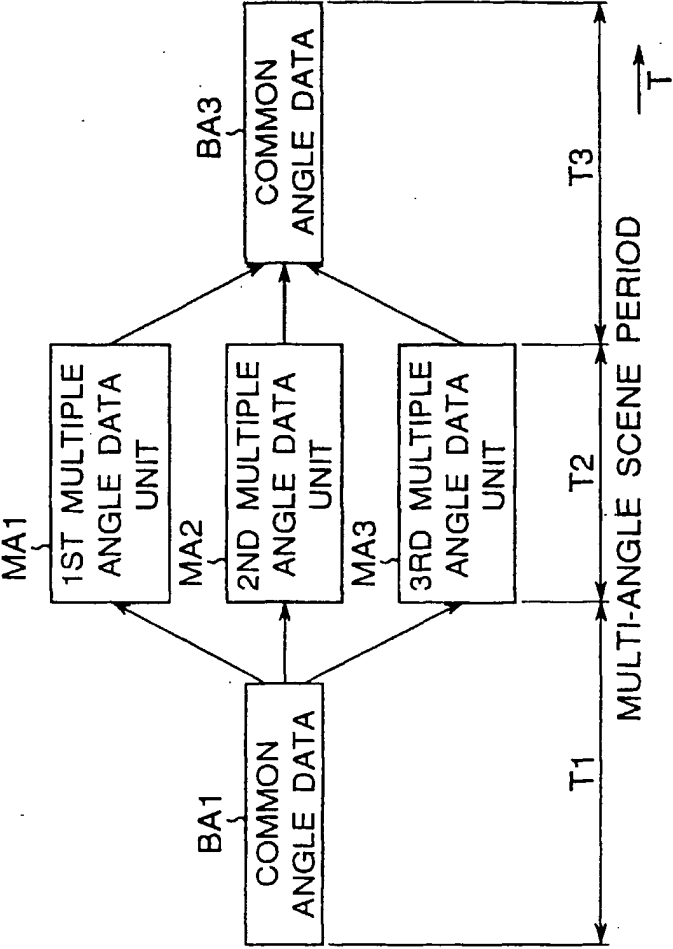 MA1
1ST MULTIPLE
ANGLE DATA
UNIT
BA1
COMMON
ANGLE DATA
MA2
2ND MULTIPLE
ANGLE DATA
UNIT
BA3
COMMON
ANGLE DATA
MA3
3RD MULTIPLE
ANGLE DATA
UNIT
T1
T2
T3
MULTI-ANGLE SCENE PERIOD
T